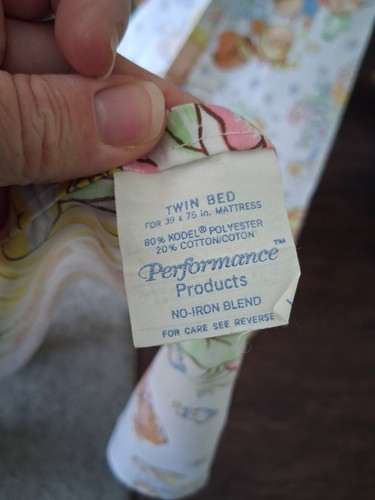 TWIN BED
FOR 39 x 76 in. MATTRESS
80% KODEL® POLYESTER
20% COTTON/COTON
Performance™
Products
NO-IRON BLEND
FOR CARE SEE REVERSE